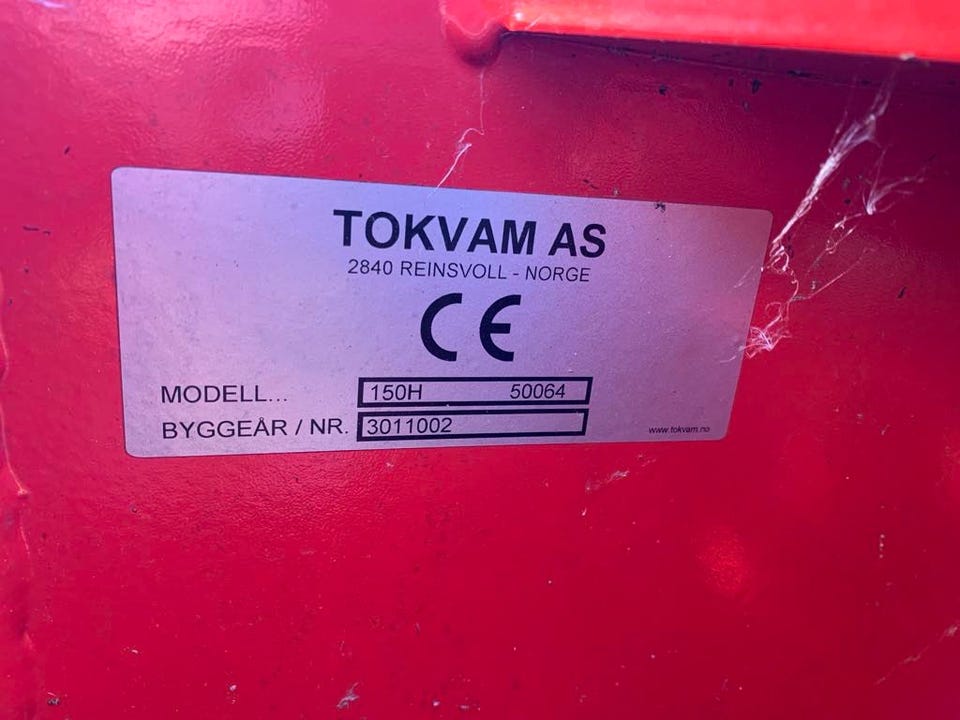 TOKVAM AS
2840 REINSVOLL - NORGE
CE
MODELL... 150H 50064
BYGGEÅR / NR. 3011002
www.tokvam.no